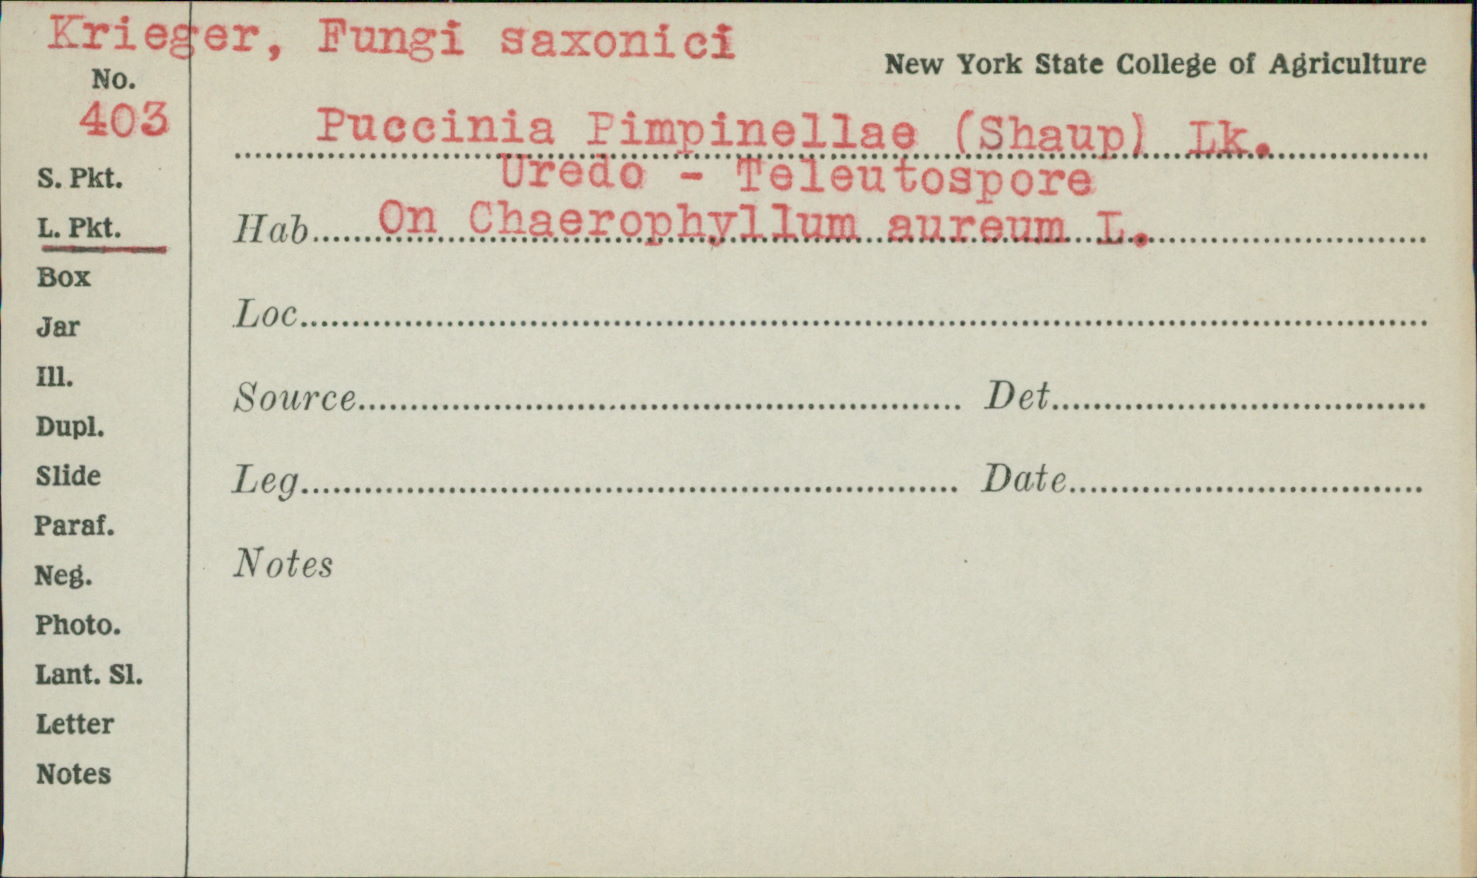 Krieger, Fungi saxonici
New York State College of Agriculture
No.
403
Puccinia Pimpinellae (Shaup) Lk.
Uredo - Teleutospore
S. Pkt.
L. Pkt.
Hab. On Chaerophyllum aureum L.
Box
Loc.
Jar
Ill.
Source
Det.
Dupl.
Slide
Leg.
Date
Paraf.
Notes
Neg.
Photo.
Lant. Sl.
Letter
Notes